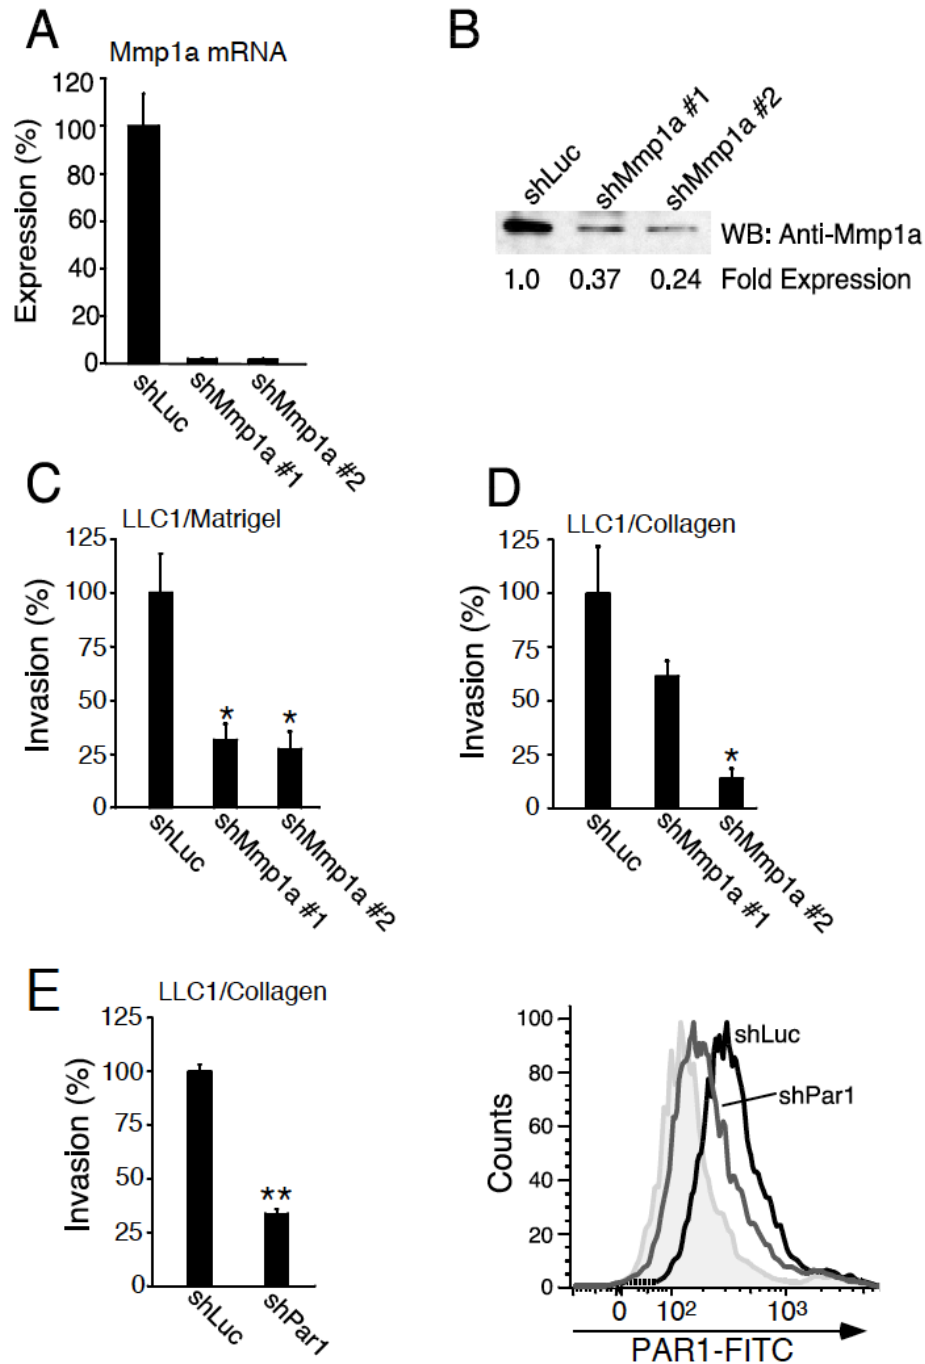 A
Mmp1a mRNA
Expression (%)
120
100
80
60
40
20
0
shLuc
shMmp1a #1
shMmp1a #2
B
shLuc
shMmp1a #1
shMmp1a #2
WB: Anti-Mmp1a
1.0 0.37 0.24 Fold Expression
C
LLC1/Matrigel
Invasion (%)
125
100
75
50
25
0
* *
shLuc
shMmp1a #1
shMmp1a #2
D
LLC1/Collagen
Invasion (%)
125
100
75
50
25
0
*
shLuc
shMmp1a #1
shMmp1a #2
E
LLC1/Collagen
Invasion (%)
125
100
75
50
25
0
**
shLuc
shPar1
Counts
100
80
60
40
20
0
shLuc
shPar1
0 10² 10³
PAR1-FITC